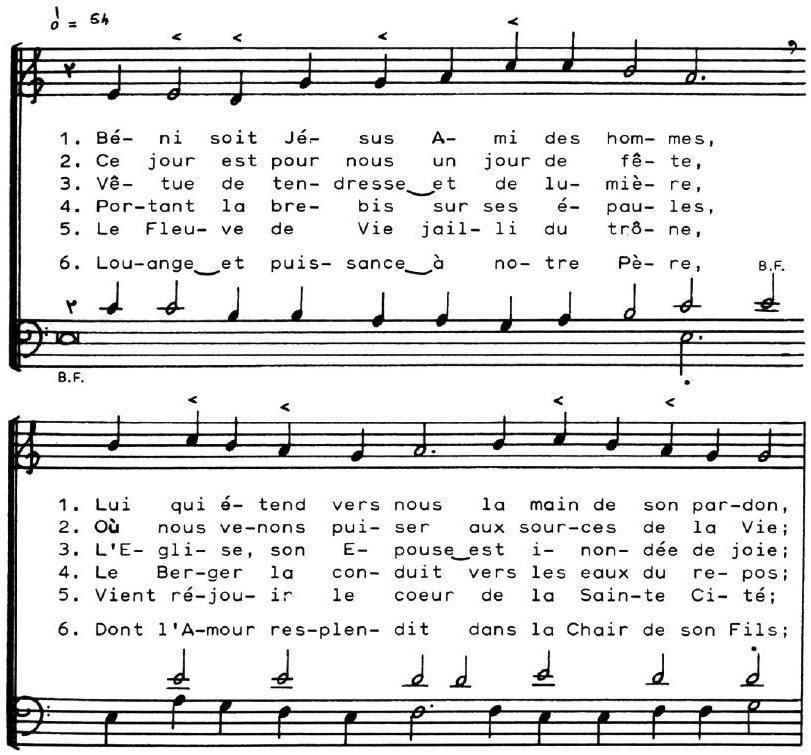 = 54
1. Bé- ni soit Jé- sus A- mi des hom- mes,
2. Ce jour est pour nous un jour de fê- te,
3. Vê- tue de ten- dresse et de lu- miè- re,
4. Por-tant la bre- bis sur ses é- pau- les,
5. Le Fleu- ve de Vie jail- li du trô- ne,
6. Lou-ange et puis- sance à no- tre Pè- re,
B.F.
B.F.
1. Lui qui é- tend vers nous la main de son par-don,
2. Où nous ve-nons pui- ser aux sour-ces de la Vie;
3. L'E- gli- se, son E- pouse est i- non- dée de joie;
4. Le Ber-ger la con- duit vers les eaux du re- pos;
5. Vient ré-jou- ir le coeur de la Sain-te Ci- té;
6. Dont l'A-mour res-plen- dit dans la Chair de son Fils;